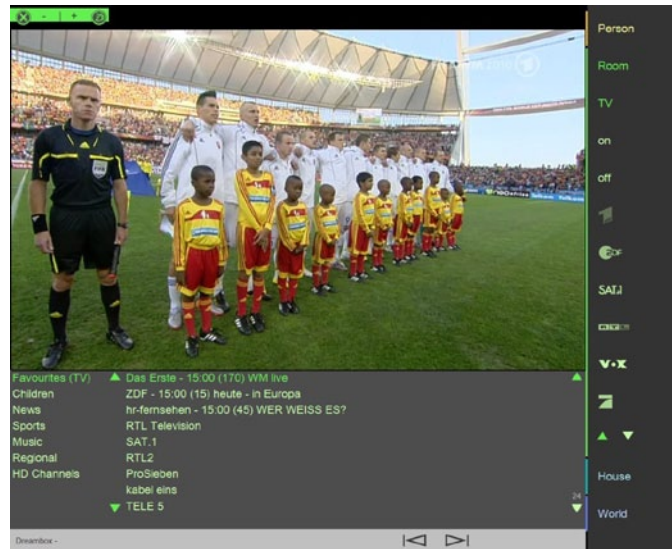 - | +
Person
Room
TV
on
off
ZDF
SAT.1
VOX
House
World
Favourites (TV)
Das Erste - 15:00 (170) WM live
Children
ZDF - 15:00 (15) heute - in Europa
News
hr-fernsehen - 15:00 (45) WER WEISS ES?
Sports
RTL Television
Music
SAT.1
Regional
RTL2
HD Channels
ProSieben
kabel eins
24
TELE 5
Dreambox -